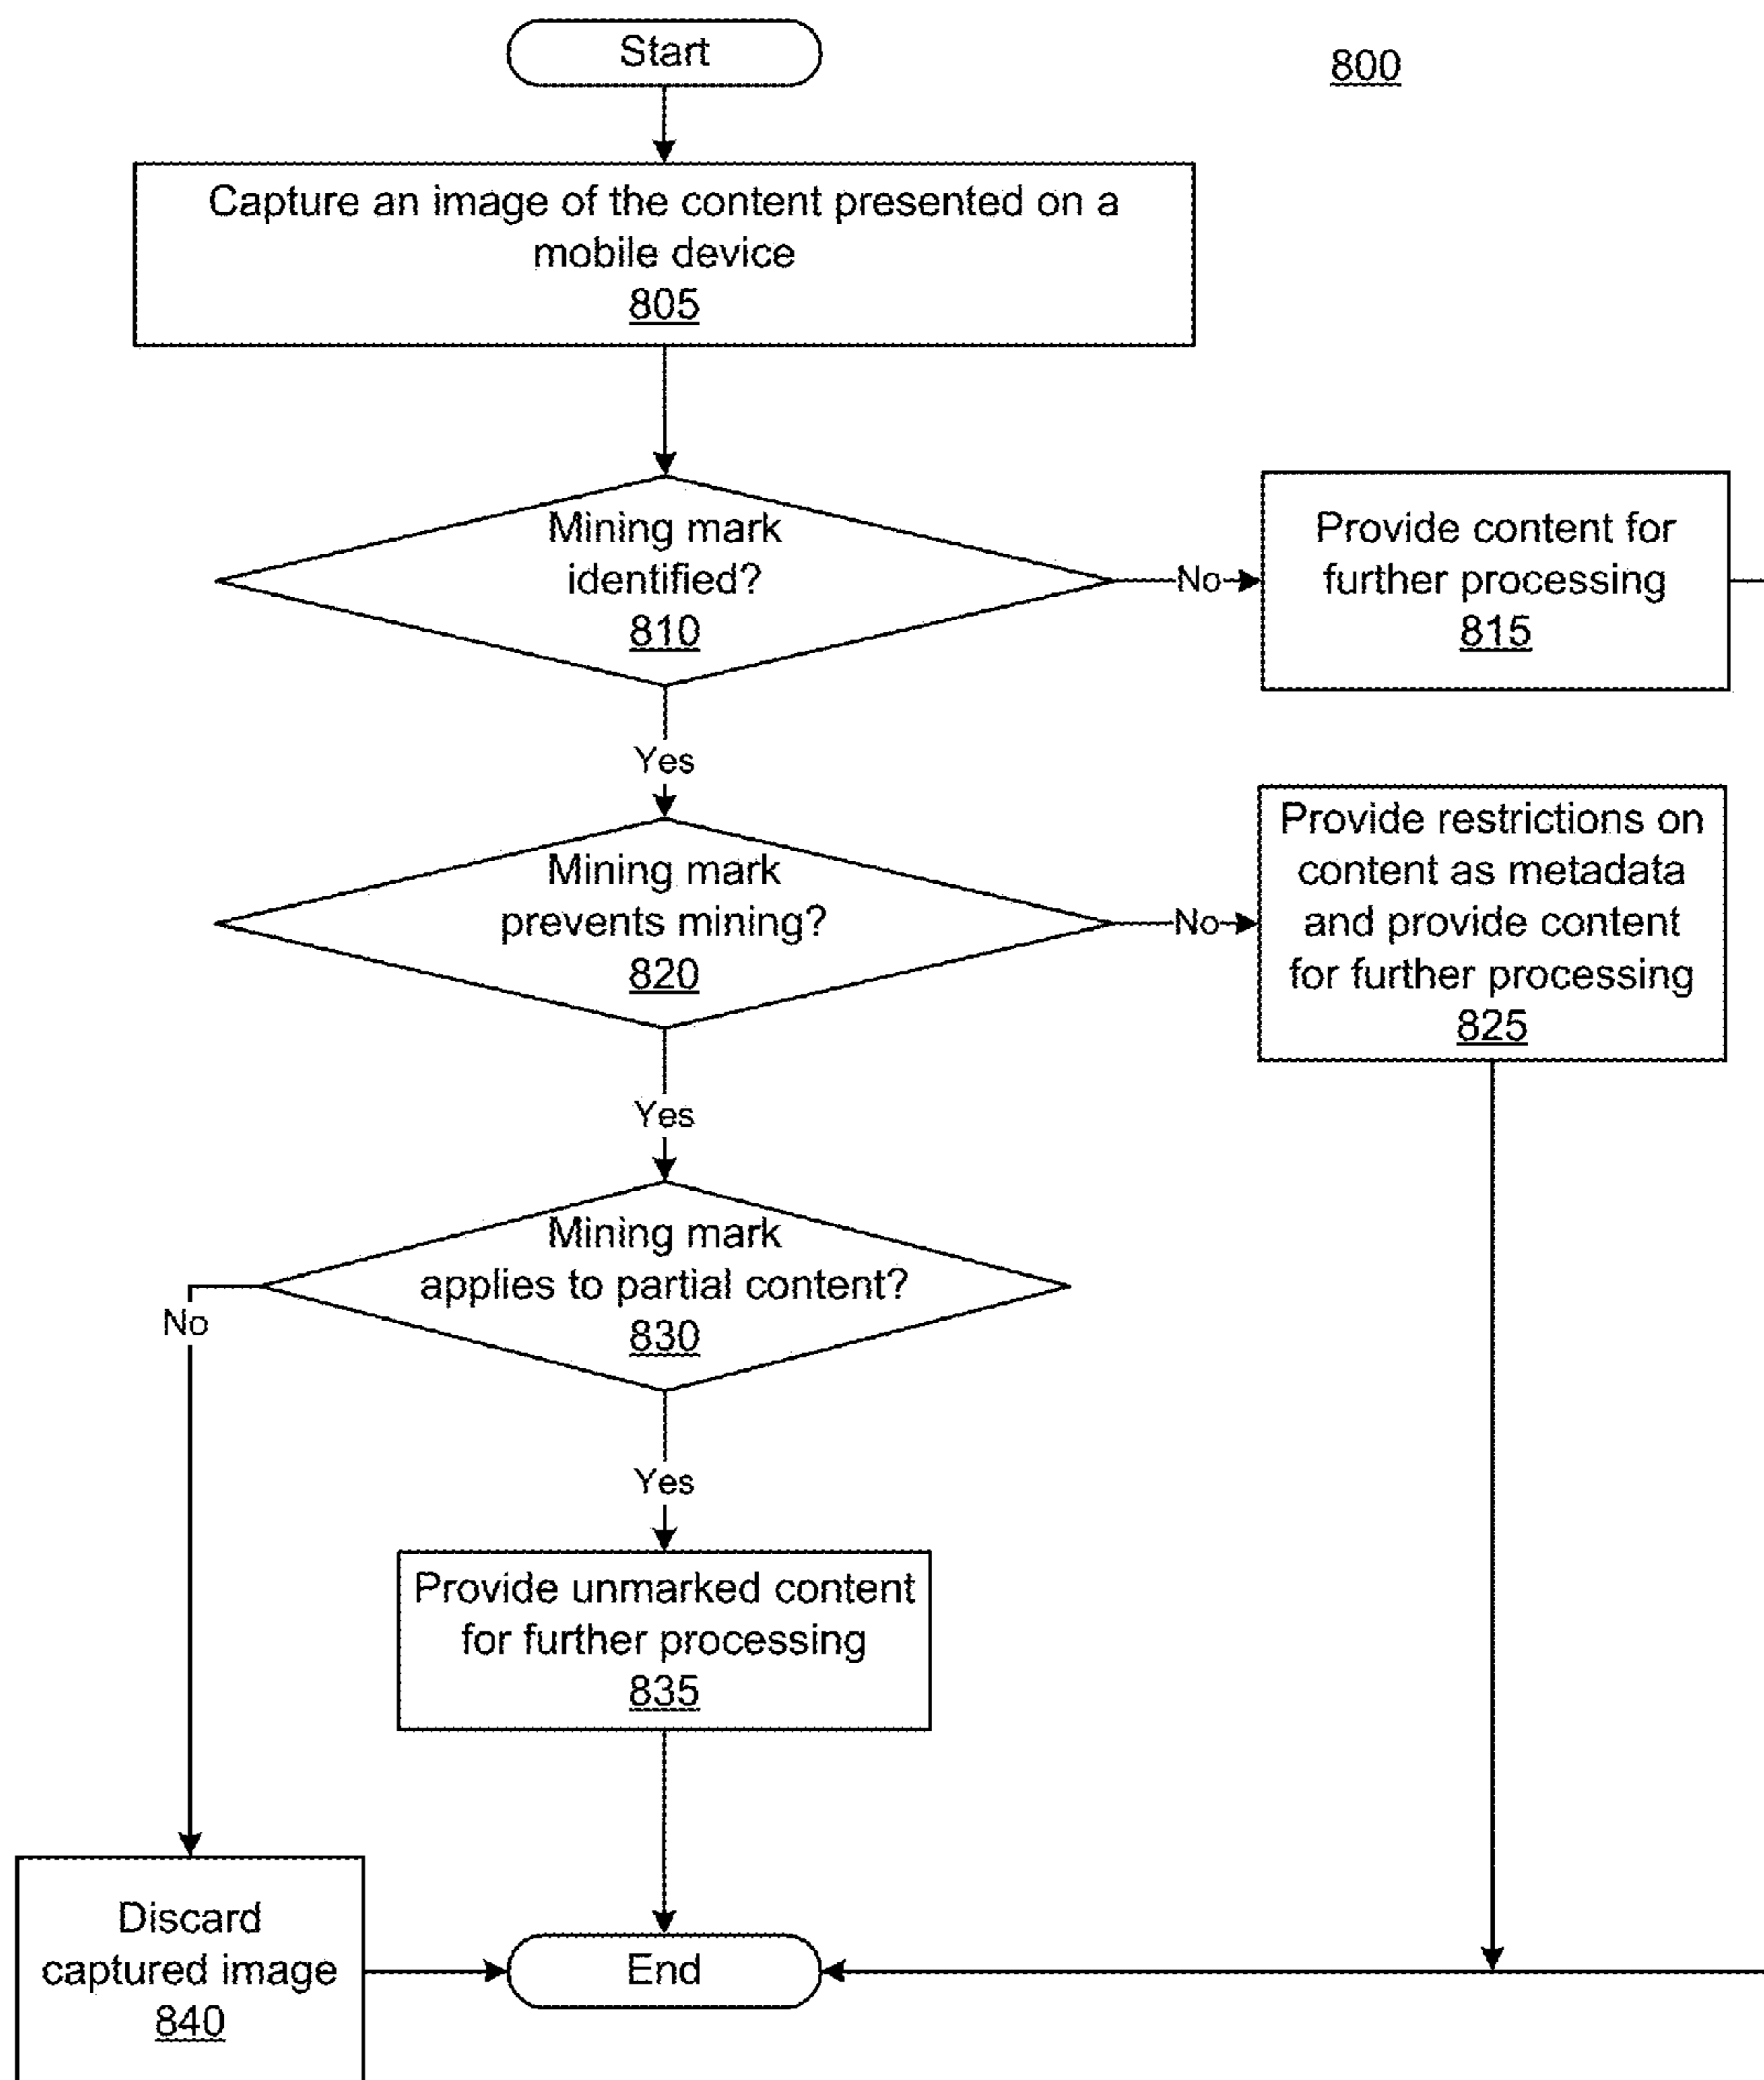 Start
800
Capture an image of the content presented on a
mobile device
805
Mining mark
identified?
810
No
Provide content for
further processing
815
Yes
Mining mark
prevents mining?
820
No
Provide restrictions on
content as metadata
and provide content
for further processing
825
Yes
Mining mark
applies to partial content?
830
No
Yes
Provide unmarked content
for further processing
835
Discard
captured image
840
End